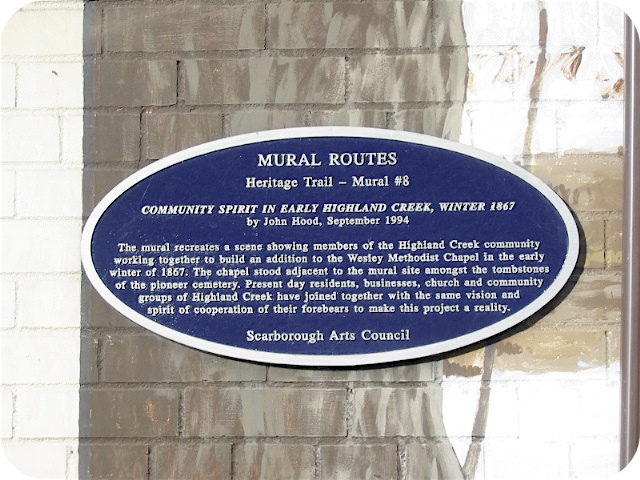 MURAL ROUTES
Heritage Trail – Mural #8
COMMUNITY SPIRIT IN EARLY HIGHLAND CREEK, WINTER 1867
by John Hood, September 1994
The mural recreates a scene showing members of the Highland Creek community
working together to build an addition to the Wesley Methodist Chapel in the early
winter of 1867. The chapel stood adjacent to the mural site amongst the tombstones
of the pioneer cemetery. Present day residents, businesses, church and community
groups of Highland Creek have joined together with the same vision and
spirit of cooperation of their forebears to make this project a reality.
Scarborough Arts Council